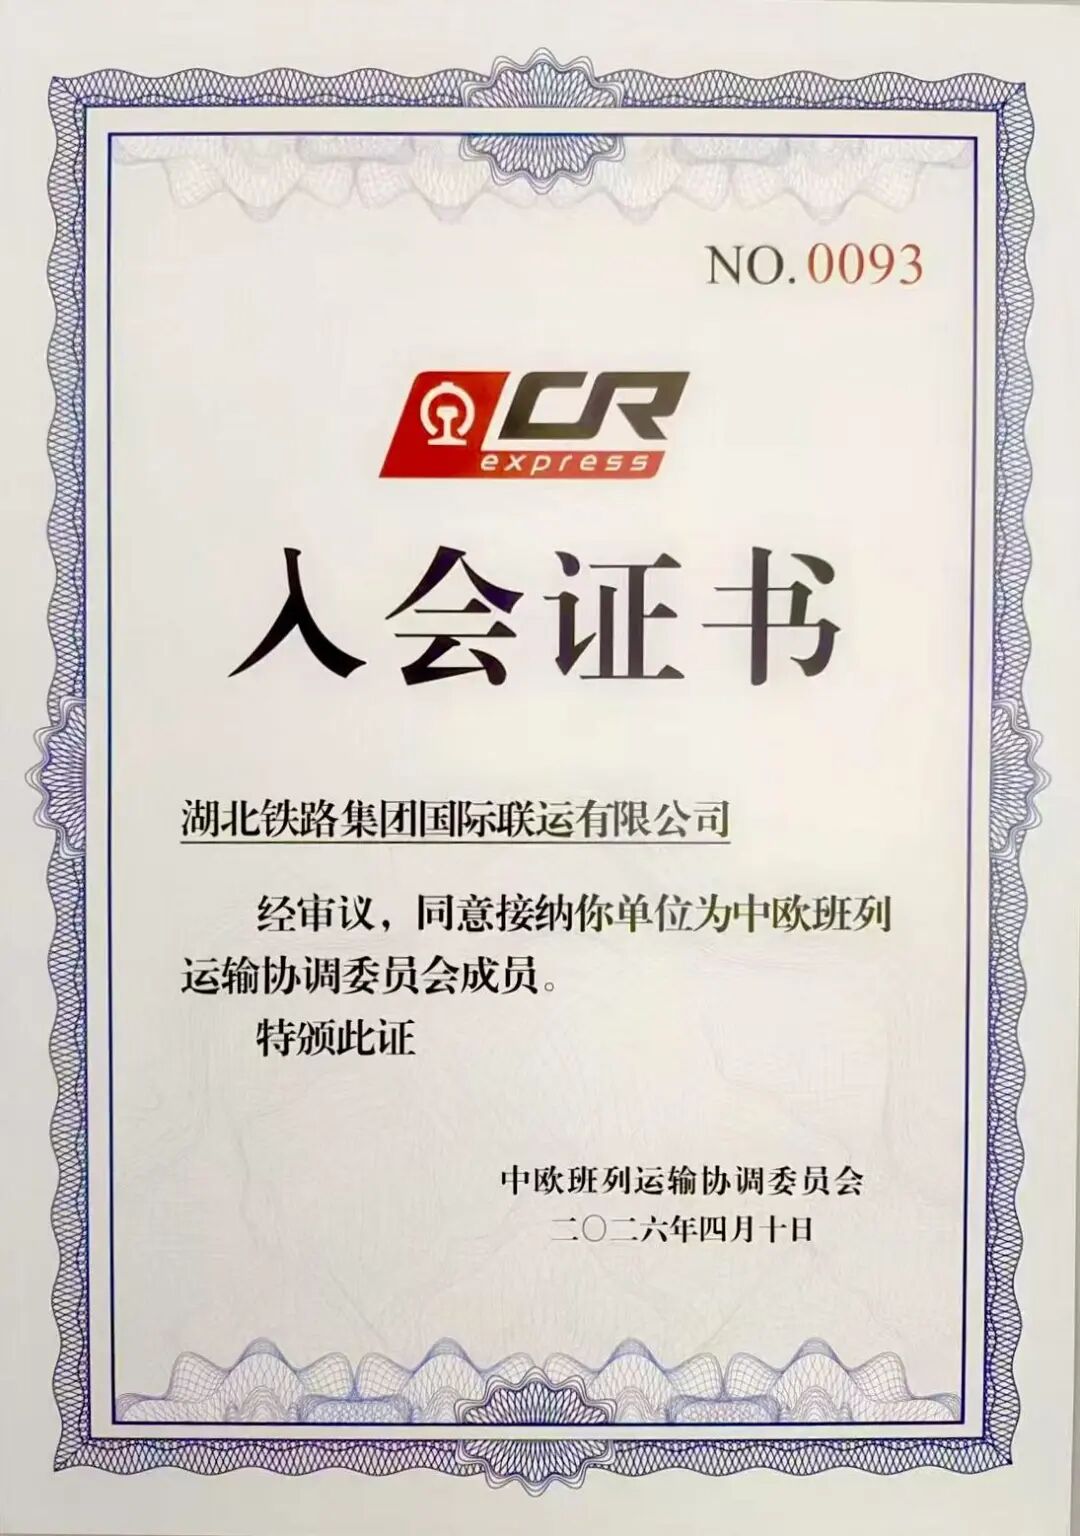 NO.0093
CR
express
入会证书
湖北铁路集团国际联运有限公司
经审议，同意接纳你单位为中欧班列
运输协调委员会成员。
特颁此证
中欧班列运输协调委员会
二〇二六年四月十日